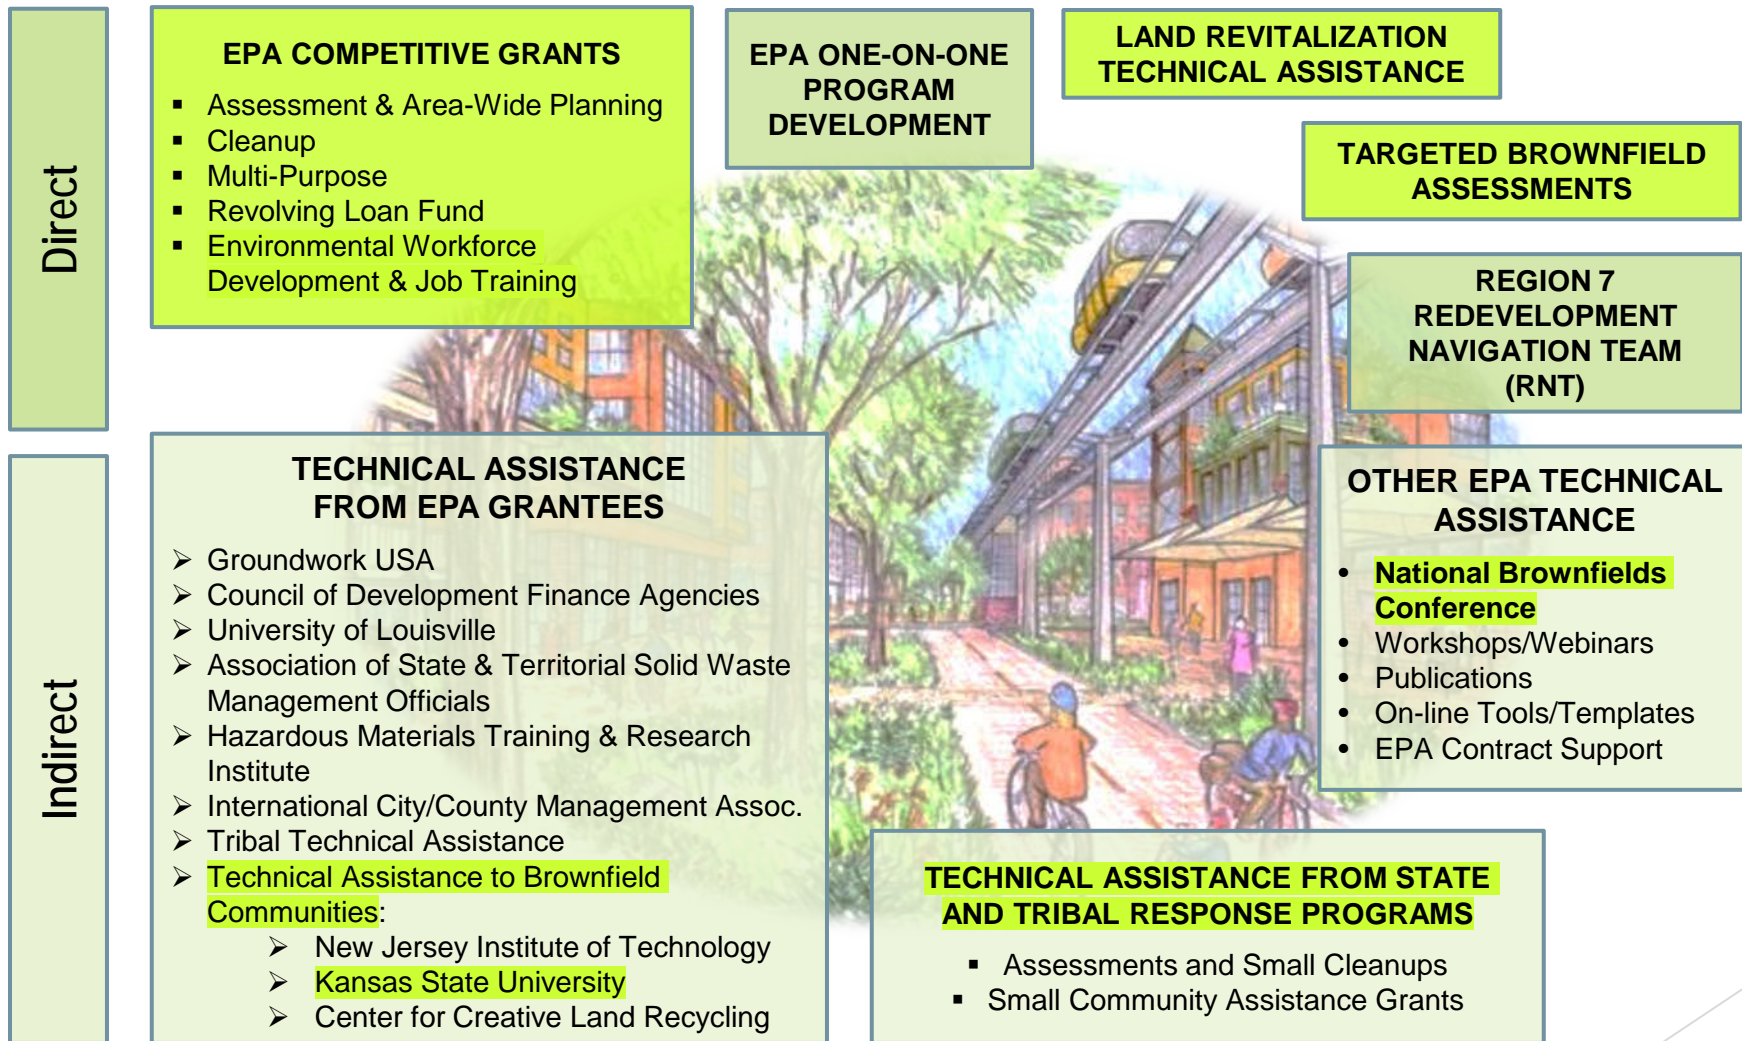 Direct
EPA COMPETITIVE GRANTS
▪ Assessment & Area-Wide Planning
▪ Cleanup
▪ Multi-Purpose
▪ Revolving Loan Fund
▪ Environmental Workforce
Development & Job Training
EPA ONE-ON-ONE
PROGRAM
DEVELOPMENT
LAND REVITALIZATION
TECHNICAL ASSISTANCE
TARGETED BROWNFIELD
ASSESSMENTS
REGION 7
REDEVELOPMENT
NAVIGATION TEAM
(RNT)
Indirect
TECHNICAL ASSISTANCE
FROM EPA GRANTEES
➢ Groundwork USA
➢ Council of Development Finance Agencies
➢ University of Louisville
➢ Association of State & Territorial Solid Waste
Management Officials
➢ Hazardous Materials Training & Research
Institute
➢ International City/County Management Assoc.
➢ Tribal Technical Assistance
➢ Technical Assistance to Brownfield
Communities:
➢ New Jersey Institute of Technology
➢ Kansas State University
➢ Center for Creative Land Recycling
OTHER EPA TECHNICAL
ASSISTANCE
• National Brownfields
Conference
• Workshops/Webinars
• Publications
• On-line Tools/Templates
• EPA Contract Support
TECHNICAL ASSISTANCE FROM STATE
AND TRIBAL RESPONSE PROGRAMS
▪ Assessments and Small Cleanups
▪ Small Community Assistance Grants